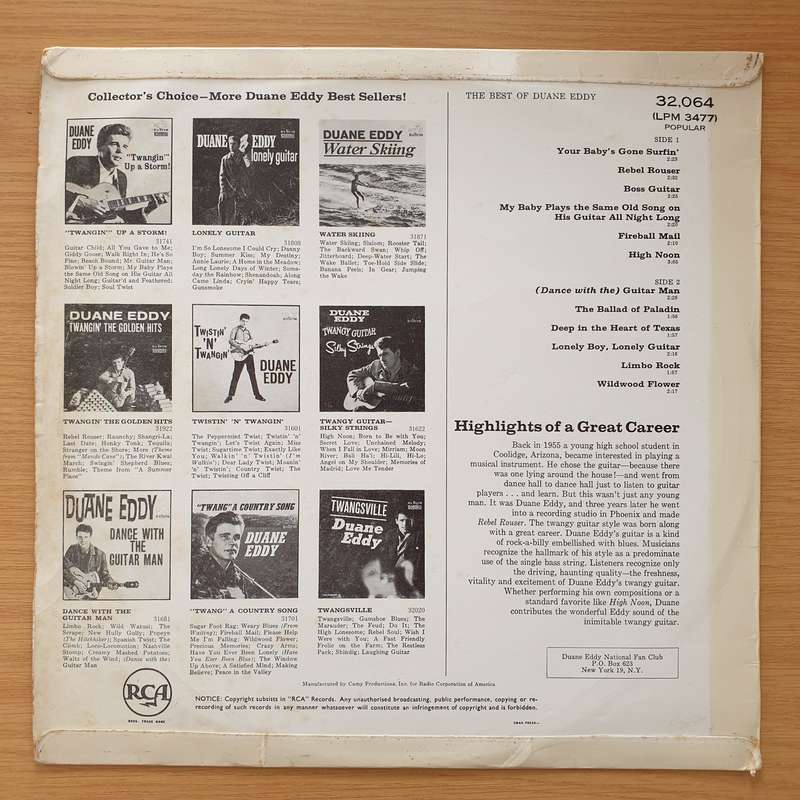 Collector's Choice—More Duane Eddy Best Sellers!
DUANE
EDDY
"Twangin'"
Up a Storm!
"TWANGIN'" UP A STORM!
31741
Guitar Child; All You Gave to Me;
Giddy Goose; Walk Right In; He's So
Fine; Beach Bound; Mr. Guitar Man;
Blowin' Up a Storm; My Baby Plays
the Same Old Song on His Guitar All
Night Long; Guitar'd and Feathered;
Soldier Boy; Soul Twist
DUANE EDDY
lonely guitar
LONELY GUITAR
31808
I'm So Lonesome I Could Cry; Danny
Boy; Summer Kiss; My Destiny;
Annie Laurie; A Home in the Meadow;
Long Lonely Days of Winter; Some-
day the Rainbow; Shenandoah; Along
Came Linda; Cryin' Happy Tears;
Gunsmoke
DUANE EDDY
Water Skiing
WATER SKIING
31871
Water Skiing; Slalom; Rooster Tail;
The Backward Swan; Whip Off;
Jitterboard; Deep-Water Start; The
Wake Ballet; Toe-Hold Side Slide;
Banana Peels; In Gear; Jumping
the Wake
DUANE EDDY
TWANGIN' THE GOLDEN HITS
TWANGIN' THE GOLDEN HITS
31922
Rebel Rouser; Raunchy; Shangri-La;
Last Date; Honky Tonk; Tequila;
Stranger on the Shore; More (Theme
from "Mondo Cane"); The River Kwai
March; Swingin' Shepherd Blues;
Rumble; Theme from "A Summer
Place"
TWISTIN'
'N'
TWANGIN'
DUANE
EDDY
TWISTIN' 'N' TWANGIN'
31601
The Peppermint Twist; Twistin' 'n'
Twangin'; Let's Twist Again; Miss
Twist; Sugartime Twist; Exactly Like
You; Walkin' 'n' Twistin' (I'm
Walkin'); Dear Lady Twist; Moanin'
'n' Twistin'; Country Twist; The
Twist; Twisting Off a Cliff
DUANE
EDDY
TWANGY GUITAR
Silky Strings
TWANGY GUITAR—
SILKY STRINGS
31622
High Noon; Born to Be with You;
Secret Love; Unchained Melody;
When I Fall in Love; Mirriam; Moon
River; Bali Ha'i; Hi-Lili, Hi-Lo;
Angel on My Shoulder; Memories of
Madrid; Love Me Tender
DUANE EDDY
DANCE WITH
THE
GUITAR MAN
DANCE WITH THE
GUITAR MAN
31681
Limbo Rock; Wild Watusi; The
Scrape; New Hully Gully; Popeye
(The Hitchhiker); Spanish Twist; The
Climb; Loco-Locomotion; Nashville
Stomp; Creamy Mashed Potatoes;
Waltz of the Wind; (Dance with the)
Guitar Man
"TWANG" A COUNTRY SONG
DUANE
EDDY
"TWANG" A COUNTRY SONG
31701
Sugar Foot Rag; Weary Blues (From
Waiting); Fireball Mail; Please Help
Me I'm Falling; Wildwood Flower;
Precious Memories; Crazy Arms;
Have You Ever Been Lonely (Have
You Ever Been Blue); The Window
Up Above; A Satisfied Mind; Making
Believe; Peace in the Valley
TWANGSVILLE
Duane
Eddy
TWANGSVILLE
32020
Twangsville; Gumshoe Blues; The
Marauder; The Feud; Do It; The
High Lonesome; Rebel Soul; Wish I
Were with You; A Fast Friendly
Frolic on the Farm; The Restless
Park; Shindig; Laughing Guitar
THE BEST OF DUANE EDDY
32,064
(LPM 3477)
POPULAR
SIDE 1
Your Baby's Gone Surfin'
Rebel Rouser
Boss Guitar
My Baby Plays the Same Old Song on
His Guitar All Night Long
Fireball Mail
High Noon
SIDE 2
(Dance with the) Guitar Man
The Ballad of Paladin
Deep in the Heart of Texas
1:57
Lonely Boy, Lonely Guitar
Limbo Rock
Wildwood Flower
2:17
Highlights of a Great Career
Back in 1955 a young high school student in
Coolidge, Arizona, became interested in playing a
musical instrument. He chose the guitar—because there
was one lying around the house!—and went from
dance hall to dance hall just to listen to guitar
players . . . and learn. But this wasn't just any young
man. It was Duane Eddy, and three years later he went
into a recording studio in Phoenix and made
Rebel Rouser. The twangy guitar style was born along
with a great career. Duane Eddy's guitar is a kind
of rock-a-billy embellished with blues. Musicians
recognize the hallmark of his style as a predominate
use of the single bass string. Listeners recognize only
the driving, haunting quality—the freshness,
vitality and excitement of Duane Eddy's twangy guitar.
Whether performing his own compositions or a
standard favorite like High Noon, Duane
contributes the wonderful Eddy sound of the
inimitable twangy guitar.
Duane Eddy National Fan Club
P.O. Box 623
New York 19, N.Y.
Manufactured by Camy Productions, Inc. for Radio Corporation of America
RCA
REGD. TRADE MARK
NOTICE: Copyright subsists in "RCA" Records. Any unauthorised broadcasting, public performance, copying or re-
recording of such records in any manner whatsoever will constitute an infringement of copyright and is forbidden.